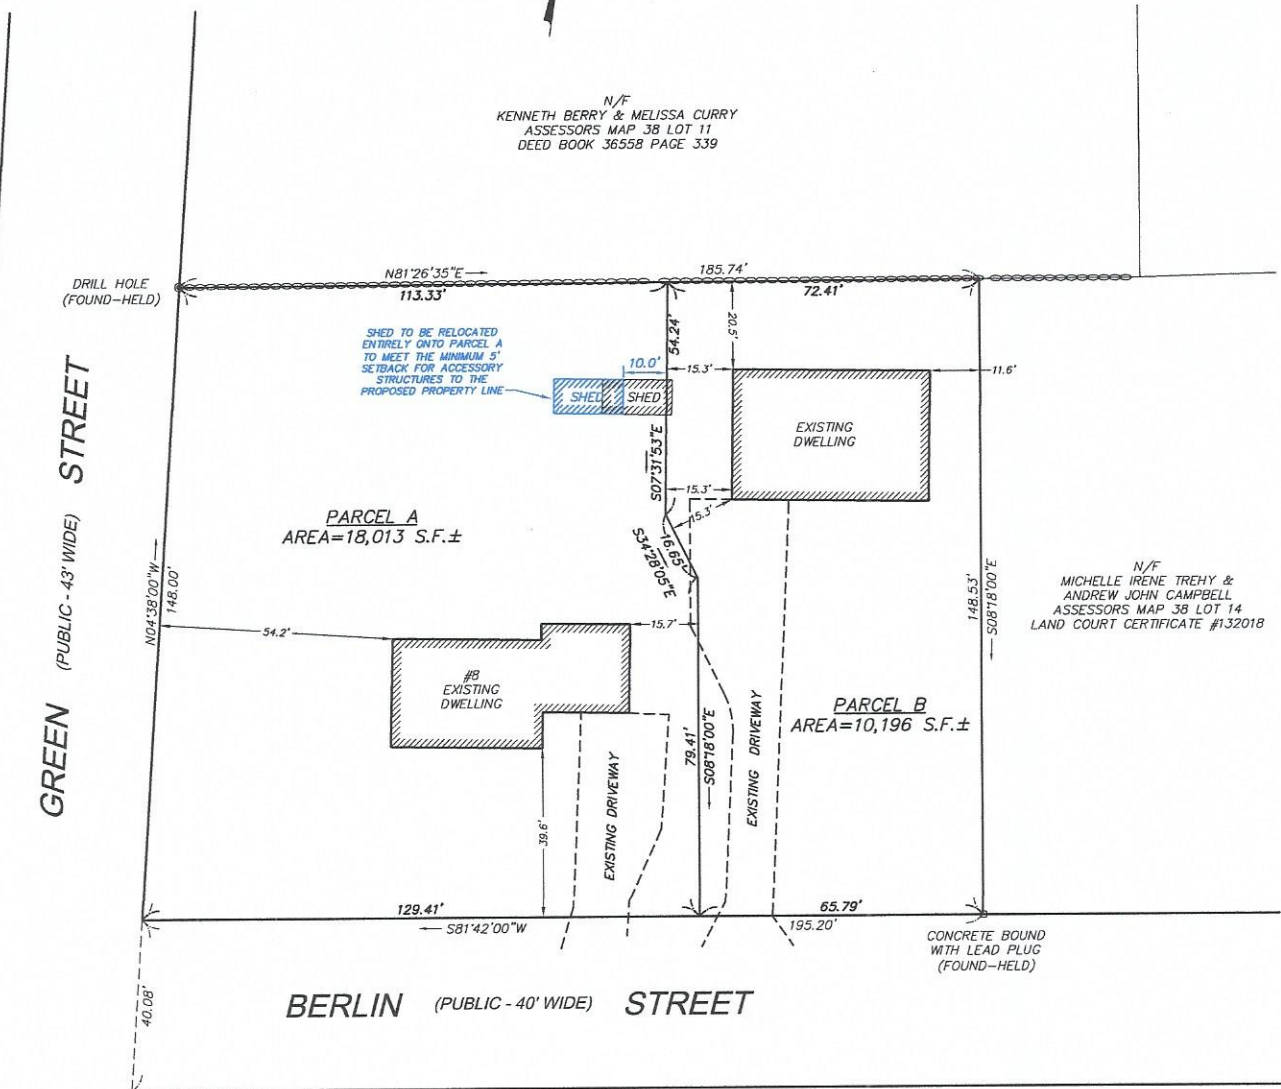 N/F
KENNETH BERRY & MELISSA CURRY
ASSESSORS MAP 38 LOT 11
DEED BOOK 36558 PAGE 339
DRILL HOLE
(FOUND-HELD)
N81°26'35"E
185.74'
113.33'
72.41'
SHED TO BE RELOCATED
ENTIRELY ONTO PARCEL A
TO MEET THE MINIMUM 5'
SETBACK FOR ACCESSORY
STRUCTURES TO THE
PROPOSED PROPERTY LINE
10.0'
SHED
SHED
54.24'
20.5'
15.3'
11.6'
EXISTING
DWELLING
S07°31'53"E
15.3'
15.3'
16.65'
S34°28'05"E
PARCEL A
AREA=18,013 S.F.±
GREEN (PUBLIC - 43' WIDE) STREET
N04°38'00"W
148.00'
54.2'
15.7'
#8
EXISTING
DWELLING
148.53'
S08°18'00"E
N/F
MICHELLE IRENE TREHY &
ANDREW JOHN CAMPBELL
ASSESSORS MAP 38 LOT 14
LAND COURT CERTIFICATE #132018
PARCEL B
AREA=10,196 S.F.±
79.41'
S08°18'00"E
EXISTING DRIVEWAY
EXISTING DRIVEWAY
39.6'
129.41'
S81°42'00"W
65.79'
195.20'
CONCRETE BOUND
WITH LEAD PLUG
(FOUND-HELD)
40.08'
BERLIN (PUBLIC - 40' WIDE) STREET